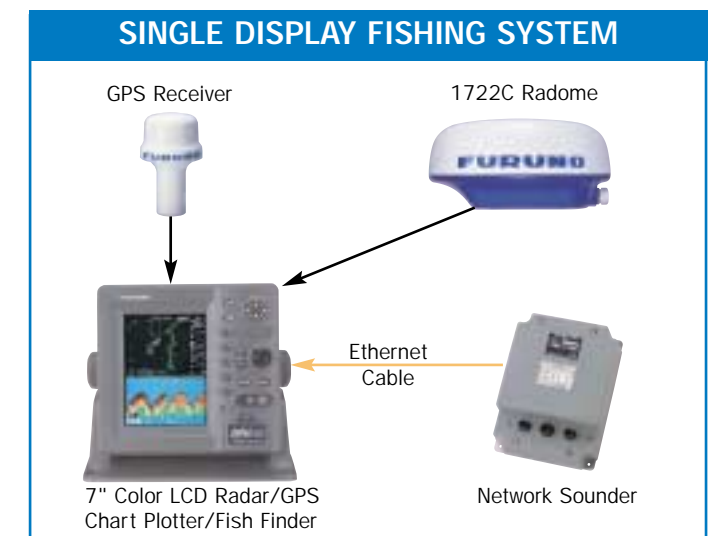 SINGLE DISPLAY FISHING SYSTEM
GPS Receiver
1722C Radome
FURUNO
FURUNO
Ethernet
Cable
7" Color LCD Radar/GPS
Chart Plotter/Fish Finder
Network Sounder